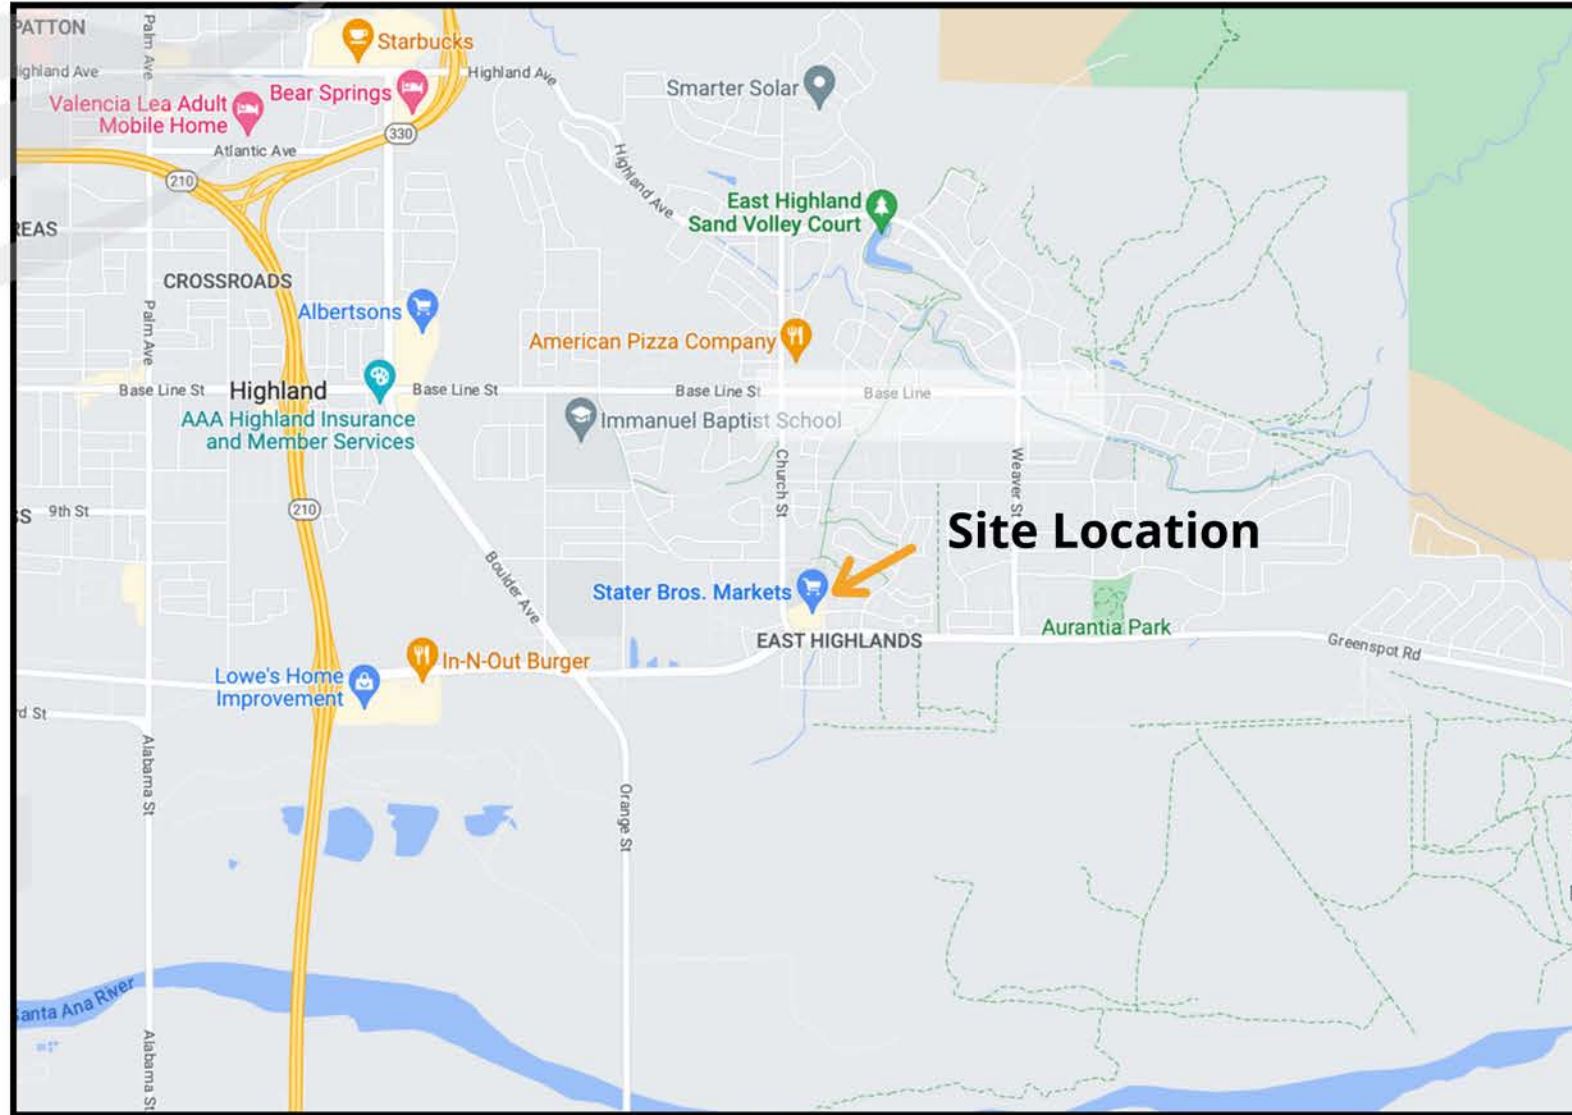 PATTON
Palm Ave
Starbucks
Highland Ave
Highland Ave
Bear Springs
Valencia Lea Adult
Mobile Home
330
Smarter Solar
Atlantic Ave
210
Highland Ave
East Highland
Sand Volley Court
CROSSROADS
Albertsons
Palm Ave
American Pizza Company
Base Line St
Highland
Base Line St
Base Line St
Base Line
AAA Highland Insurance
and Member Services
Immanuel Baptist School
Church St
Weaver St
9th St
210
Site Location
Boulder Ave
Stater Bros. Markets
EAST HIGHLANDS
Aurantia Park
Greenspot Rd
In-N-Out Burger
Lowe's Home
Improvement
Alabama St
Orange St
Santa Ana River
Alabama St